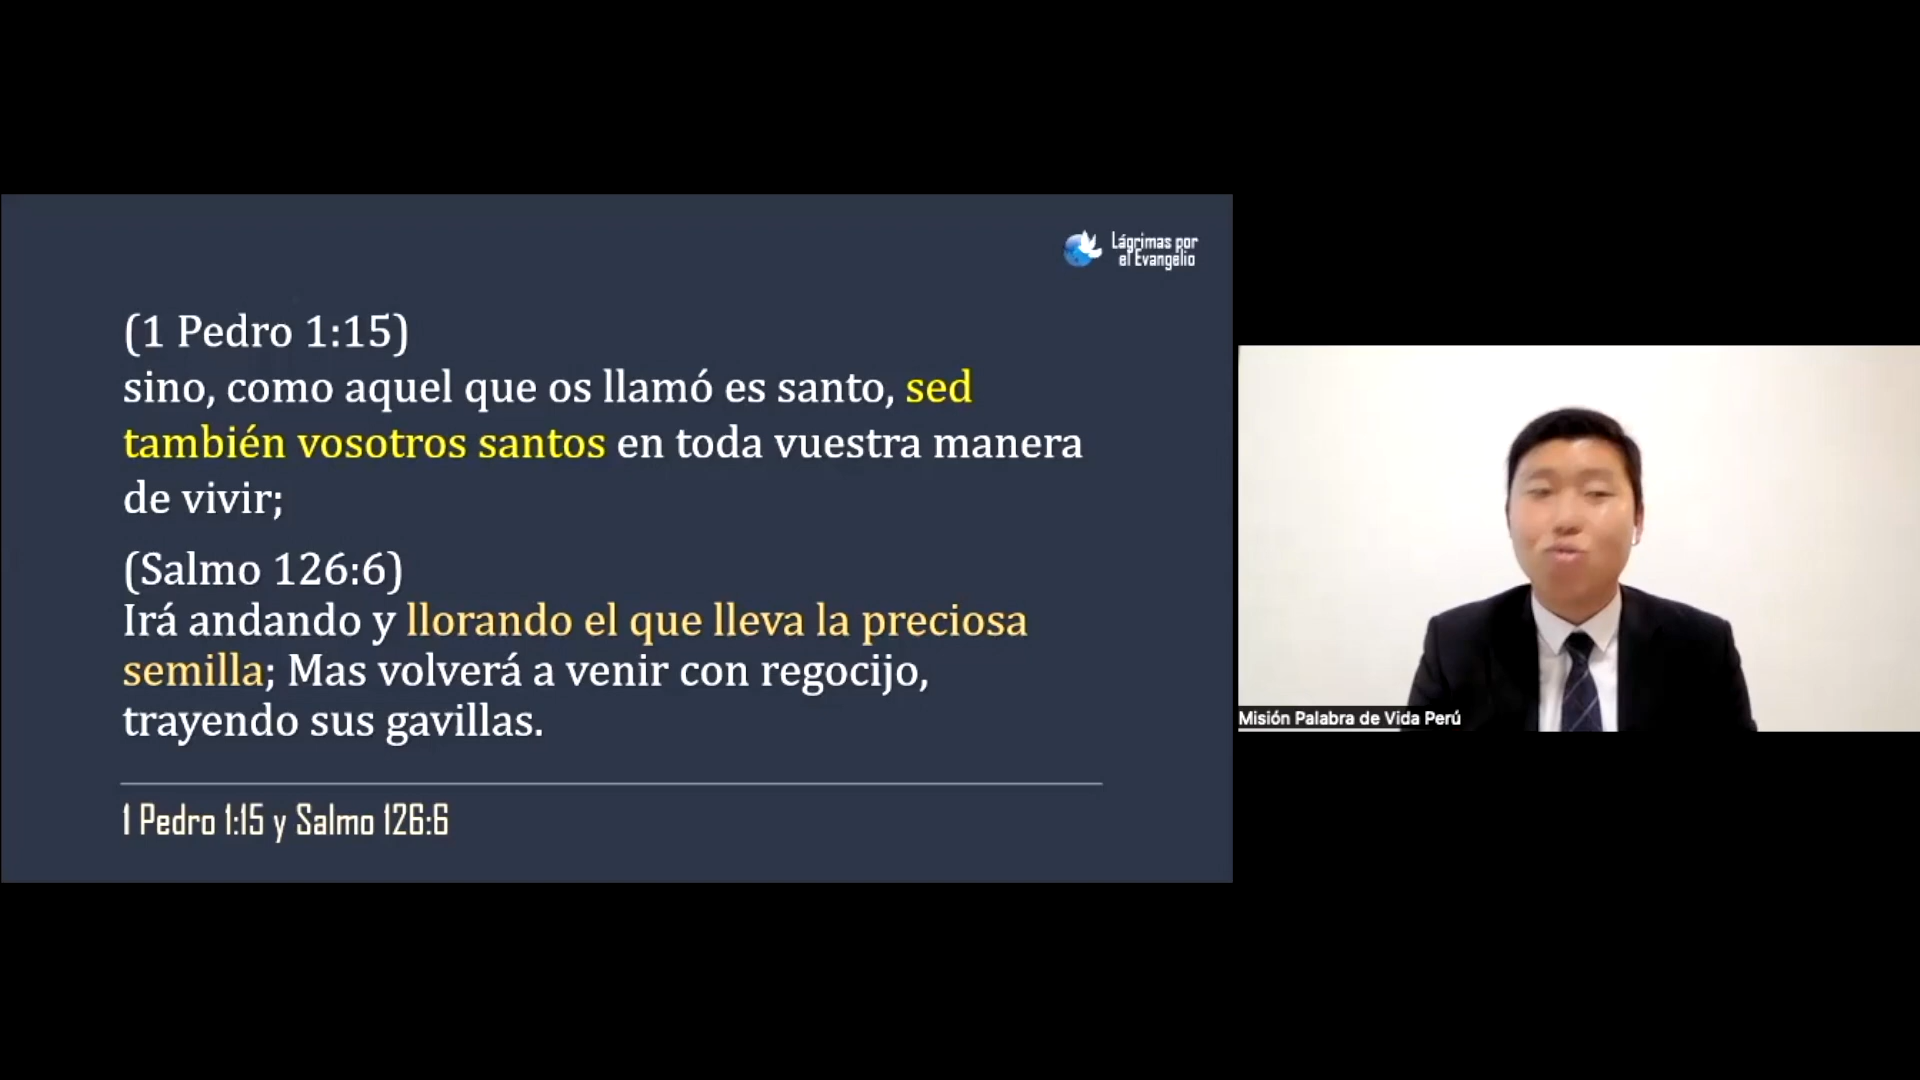 Lágrimas por
el Evangelio
(1 Pedro 1:15)
sino, como aquel que os llamó es santo, sed
también vosotros santos en toda vuestra manera
de vivir;
(Salmo 126:6)
Irá andando y llorando el que lleva la preciosa
semilla; Mas volverá a venir con regocijo,
trayendo sus gavillas.
1 Pedro 1:15 y Salmo 126:6
Misión Palabra de Vida Perú